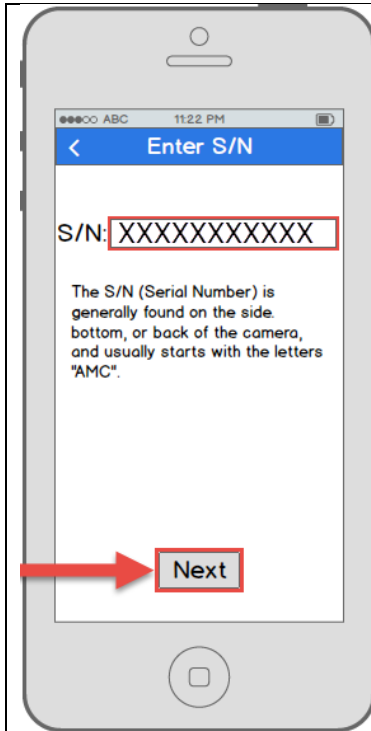 ABC 11:22 PM
Enter S/N
S/N: XXXXXXXXXXX
The S/N (Serial Number) is
generally found on the side.
bottom, or back of the camera,
and usually starts with the letters
"AMC".
Next